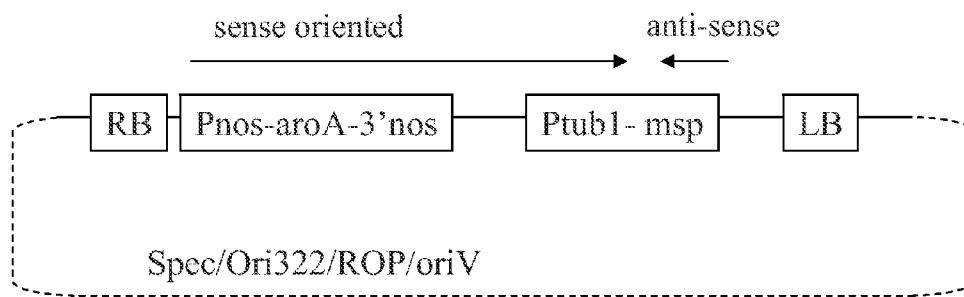 sense oriented anti-sense
RB Pnos-aroA-3'nos Ptub1- msp LB
Spec/Ori322/ROP/oriV